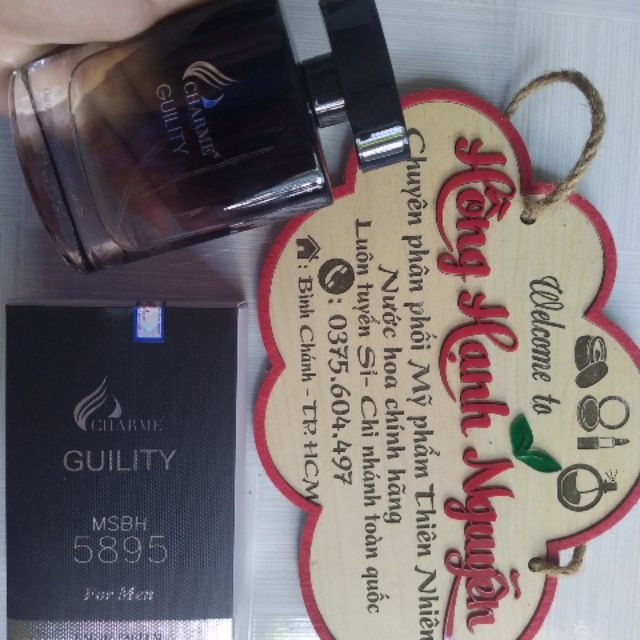 CHARME®
GUILITY
CHARME
GUILITY
MSBH
5895
For Men
Welcome to
Hồng Hạnh Nguyễn
Chuyên phân phối Mỹ phẩm Thiên Nhiên
Nước hoa chính hãng
Luôn tuyển Sỉ - Chi nhánh toàn quốc
: 0375.604.497
: Bình Chánh - TP.HCM